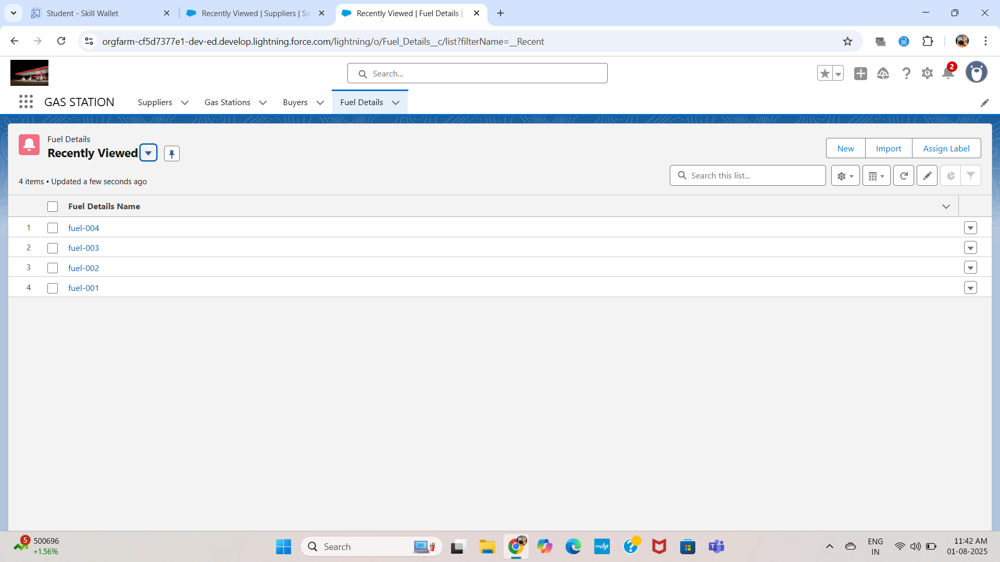 Student - Skill Wallet
Recently Viewed | Suppliers | Sa
Recently Viewed | Fuel Details |
orgfarm-cf5d7377e1-dev-ed.develop.lightning.force.com/lightning/o/Fuel_Details__c/list?filterName=__Recent
Search...
2
GAS STATION
Suppliers
Gas Stations
Buyers
Fuel Details
Fuel Details
Recently Viewed
New
Import
Assign Label
4 items • Updated a few seconds ago
Search this list...
Fuel Details Name
1 fuel-004
2 fuel-003
3 fuel-002
4 fuel-001
5
500696
+1.56%
Search
myhp
ENG
IN
11:42 AM
01-08-2025